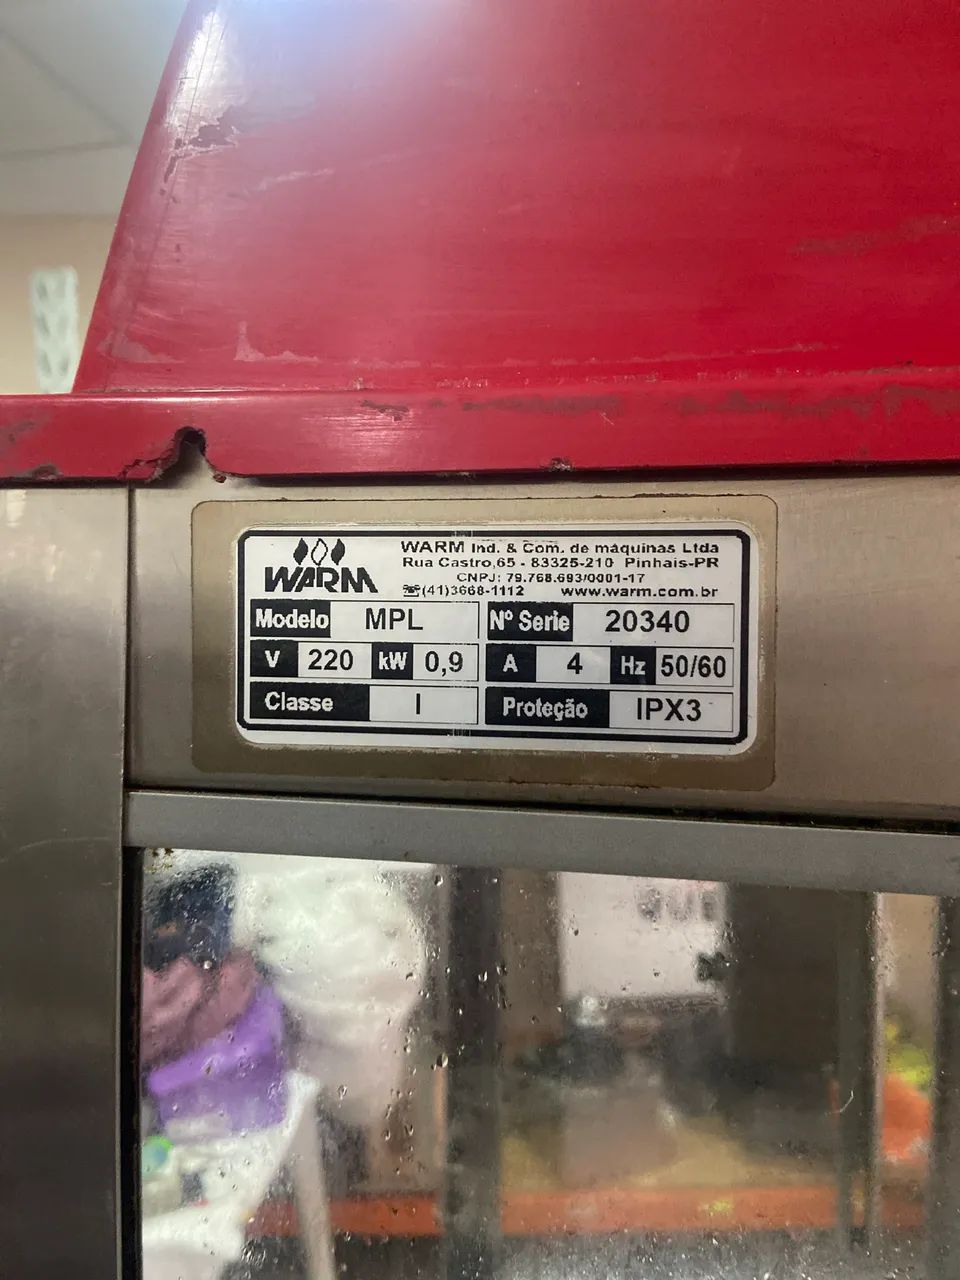 WARM
WARM Ind. & Com. de máquinas Ltda
Rua Castro,65 - 83325-210 Pinhais-PR
CNPJ: 79.768.693/0001-17
☎(41)3668-1112 www.warm.com.br
Modelo MPL Nº Serie 20340
V 220 kW 0,9 A 4 Hz 50/60
Classe I Proteção IPX3